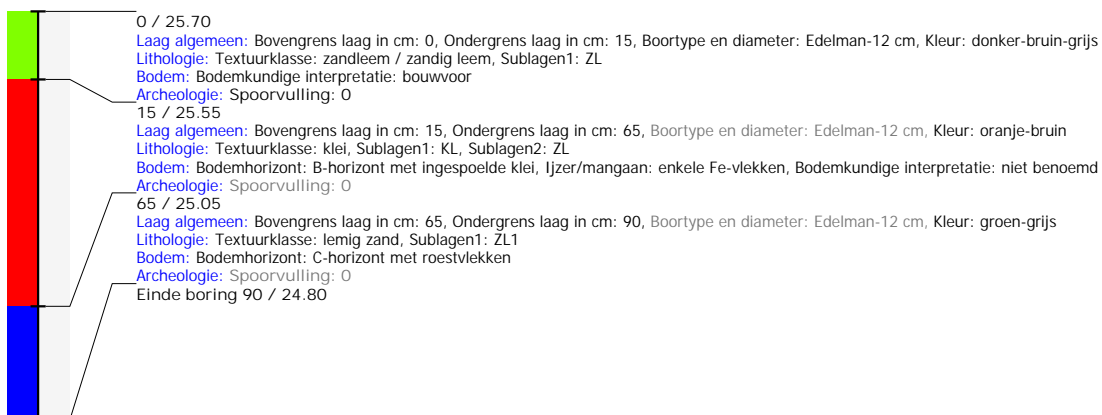 0 / 25.70
Laag algemeen: Bovengrens laag in cm: 0, Ondergrens laag in cm: 15, Boortype en diameter: Edelman-12 cm, Kleur: donker-bruin-grijs
Lithologie: Textuurklasse: zandleem / zandig leem, Sublagen1: ZL
Bodem: Bodemkundige interpretatie: bouwvoor
Archeologie: Spoorvulling: 0
15 / 25.55
Laag algemeen: Bovengrens laag in cm: 15, Ondergrens laag in cm: 65, Boortype en diameter: Edelman-12 cm, Kleur: oranje-bruin
Lithologie: Textuurklasse: klei, Sublagen1: KL, Sublagen2: ZL
Bodem: Bodemhorizont: B-horizont met ingespoelde klei, Ijzer/mangaan: enkele Fe-vlekken, Bodemkundige interpretatie: niet benoemd
Archeologie: Spoorvulling: 0
65 / 25.05
Laag algemeen: Bovengrens laag in cm: 65, Ondergrens laag in cm: 90, Boortype en diameter: Edelman-12 cm, Kleur: groen-grijs
Lithologie: Textuurklasse: lemig zand, Sublagen1: ZL1
Bodem: Bodemhorizont: C-horizont met roestvlekken
Archeologie: Spoorvulling: 0
Einde boring 90 / 24.80